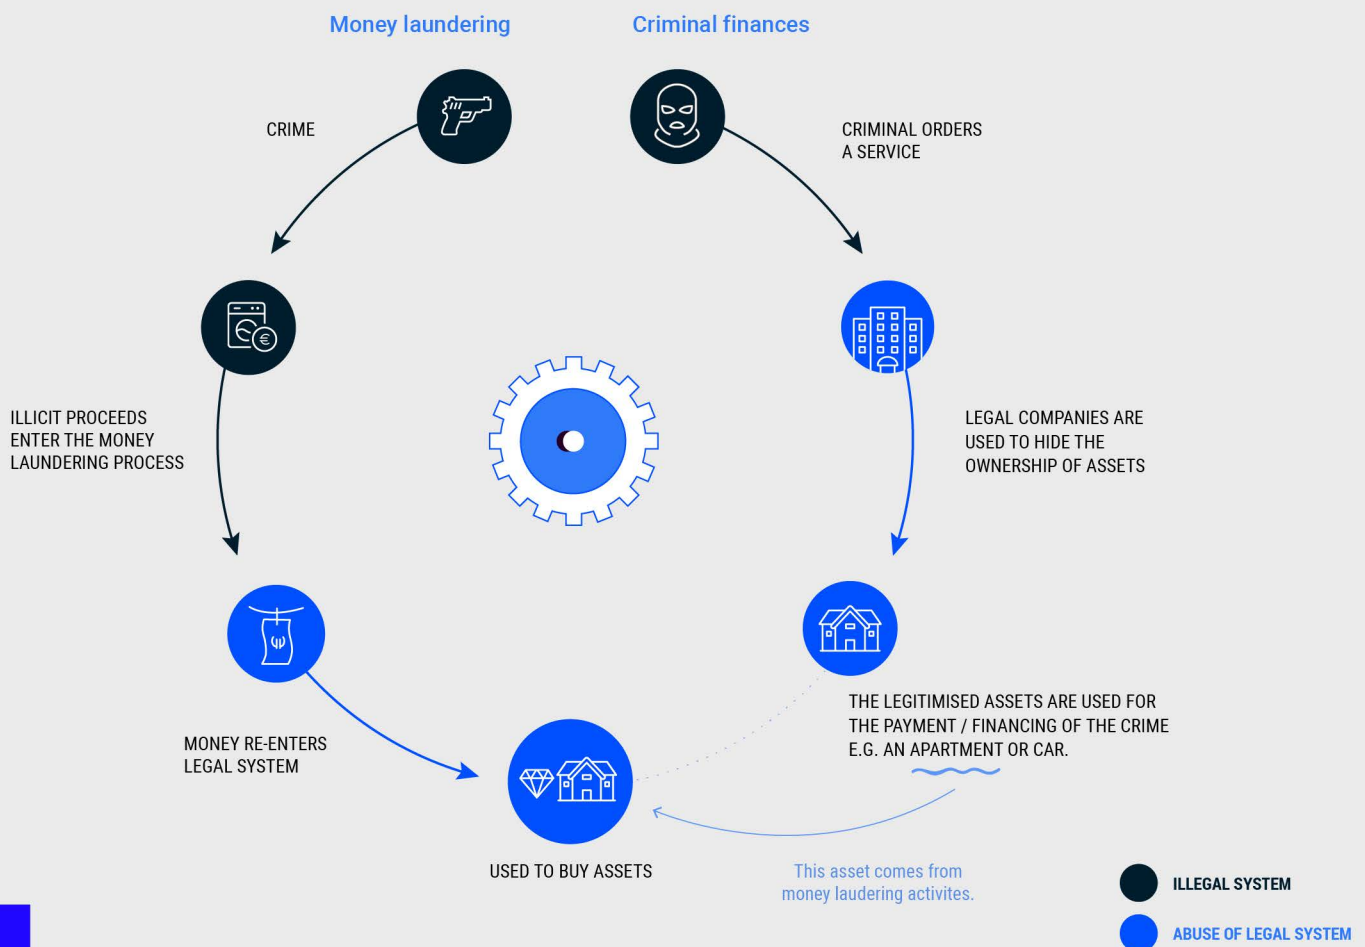 Money laundering
Criminal finances
CRIME
CRIMINAL ORDERS
A SERVICE
€
ILLICIT PROCEEDS
ENTER THE MONEY
LAUNDERING PROCESS
LEGAL COMPANIES ARE
USED TO HIDE THE
OWNERSHIP OF ASSETS
MONEY RE-ENTERS
LEGAL SYSTEM
THE LEGITIMISED ASSETS ARE USED FOR
THE PAYMENT / FINANCING OF THE CRIME
E.G. AN APARTMENT OR CAR.
USED TO BUY ASSETS
This asset comes from
money laudering activites.
ILLEGAL SYSTEM
ABUSE OF LEGAL SYSTEM